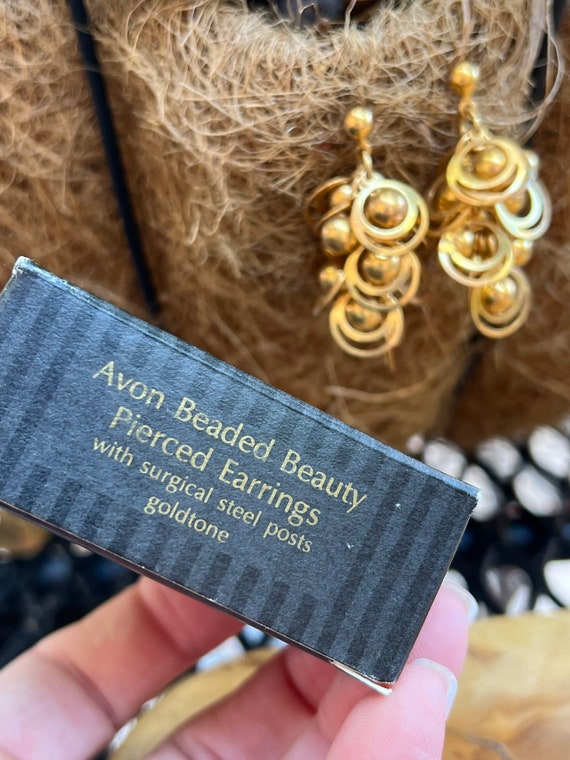 Avon Beaded Beauty
Pierced Earrings
with surgical steel posts
goldtone